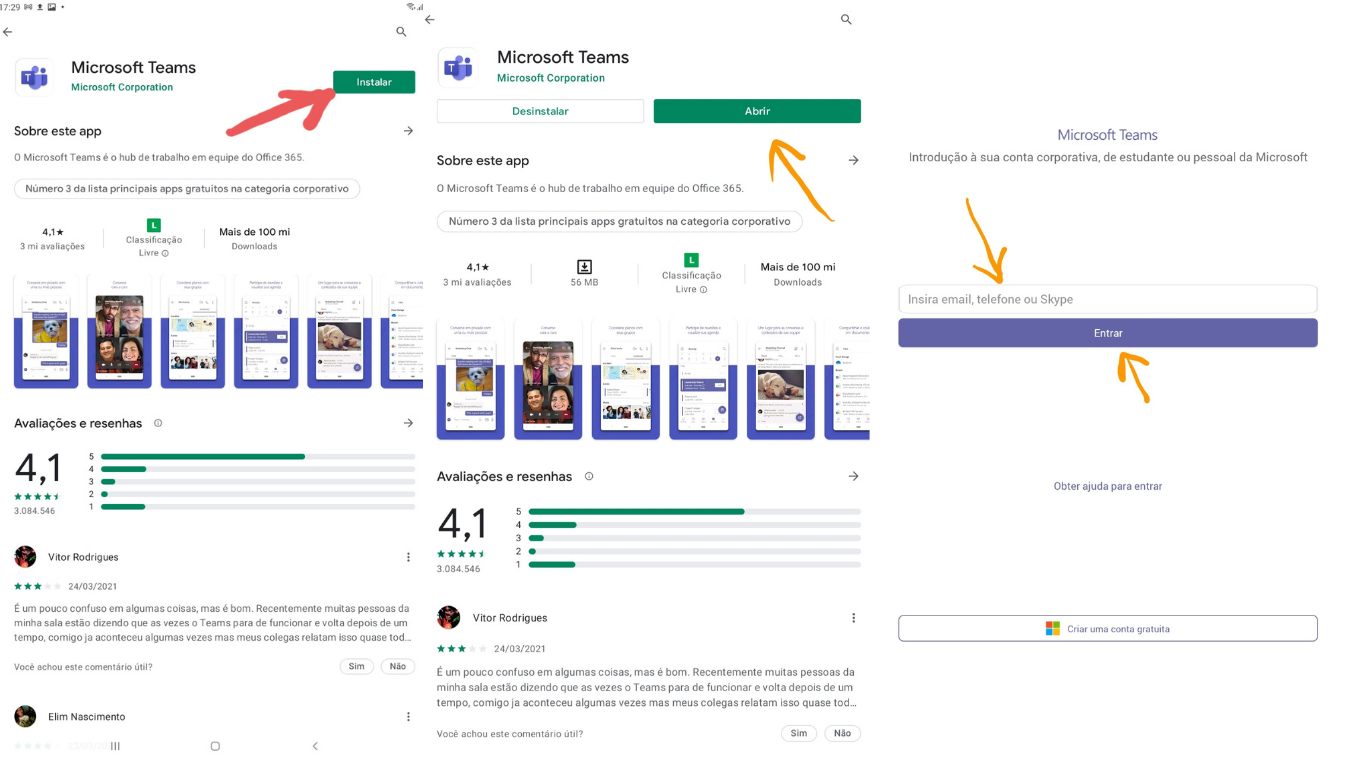 17:29
Microsoft Teams
Microsoft Corporation
Instalar
Sobre este app
O Microsoft Teams é o hub de trabalho em equipe do Office 365.
Número 3 da lista principais apps gratuitos na categoria corporativo
4,1★
3 mi avaliações
L
Classificação
Livre
Mais de 100 mi
Downloads
Avaliações e resenhas
4,1
5
4
3
2
1
3.084.546
Vitor Rodrigues
24/03/2021
É um pouco confuso em algumas coisas, mas é bom. Recentemente muitas pessoas da
minha sala estão dizendo que as vezes o Teams para de funcionar e volta depois de um
tempo, comigo ja aconteceu algumas vezes mas meus colegas relatam isso quase tod...
Você achou este comentário útil?
Sim
Não
Elim Nascimento
Microsoft Teams
Microsoft Corporation
Desinstalar
Abrir
Sobre este app
O Microsoft Teams é o hub de trabalho em equipe do Office 365.
Número 3 da lista principais apps gratuitos na categoria corporativo
4,1★
3 mi avaliações
56 MB
L
Classificação
Livre
Mais de 100 mi
Downloads
Avaliações e resenhas
4,1
5
4
3
2
1
3.084.546
Vitor Rodrigues
24/03/2021
É um pouco confuso em algumas coisas, mas é bom. Recentemente muitas pessoas da
minha sala estão dizendo que as vezes o Teams para de funcionar e volta depois de um
tempo, comigo ja aconteceu algumas vezes mas meus colegas relatam isso quase tod...
Você achou este comentário útil?
Sim
Não
Microsoft Teams
Introdução à sua conta corporativa, de estudante ou pessoal da Microsoft
Insira email, telefone ou Skype
Entrar
Obter ajuda para entrar
Criar uma conta gratuita